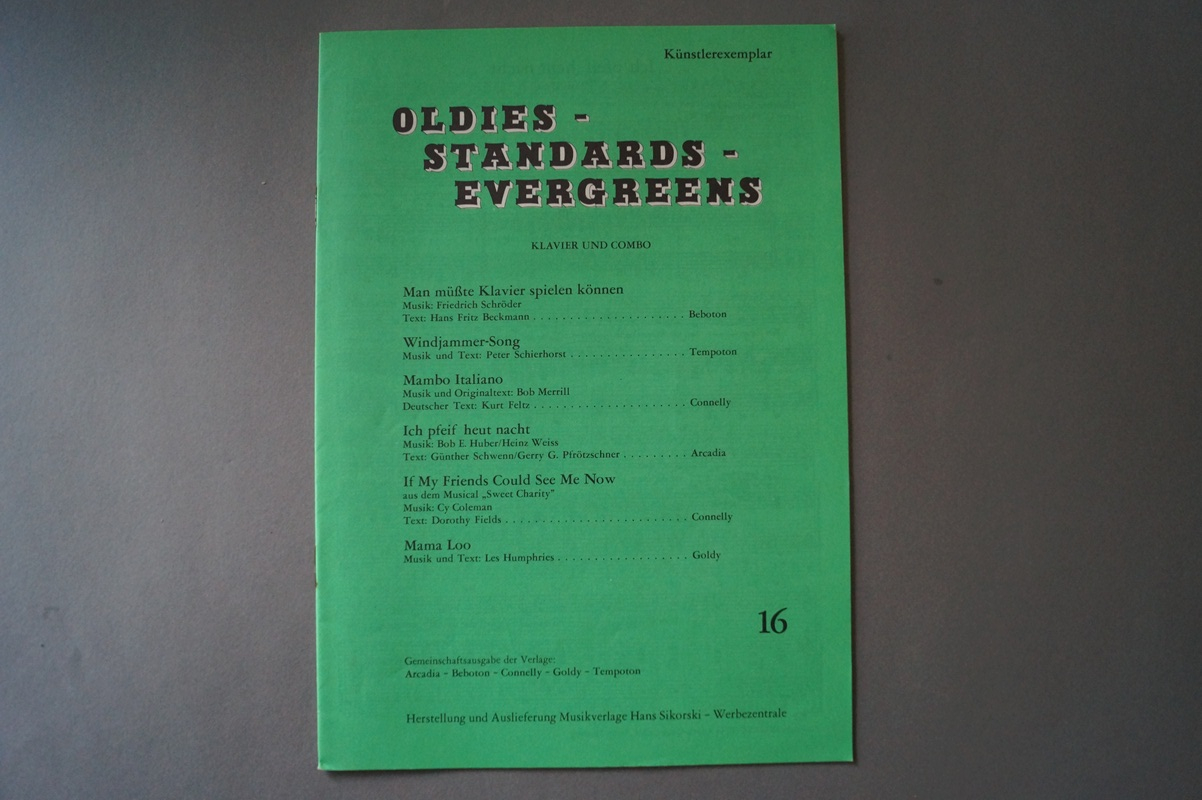 Künstlerexemplar
OLDIES -
STANDARDS -
EVERGREENS
KLAVIER UND COMBO
Man müßte Klavier spielen können
Musik: Friedrich Schröder
Text: Hans Fritz Beckmann . . . . . . . . . . . . . . . . . . . . . Beboton
Windjammer-Song
Musik und Text: Peter Schierhorst . . . . . . . . . . . . . . . . Tempoton
Mambo Italiano
Musik und Originaltext: Bob Merrill
Deutscher Text: Kurt Feltz . . . . . . . . . . . . . . . . . . . . . Connelly
Ich pfeif heut nacht
Musik: Bob E. Huber/Heinz Weiss
Text: Günther Schwenn/Gerry G. Pfrötzschner . . . . . . . . . Arcadia
If My Friends Could See Me Now
aus dem Musical „Sweet Charity"
Musik: Cy Coleman
Text: Dorothy Fields . . . . . . . . . . . . . . . . . . . . . . . . Connelly
Mama Loo
Musik und Text: Les Humphries . . . . . . . . . . . . . . . . . Goldy
16
Gemeinschaftsausgabe der Verlage:
Arcadia - Beboton - Connelly - Goldy - Tempoton
Herstellung und Auslieferung Musikverlage Hans Sikorski - Werbezentrale